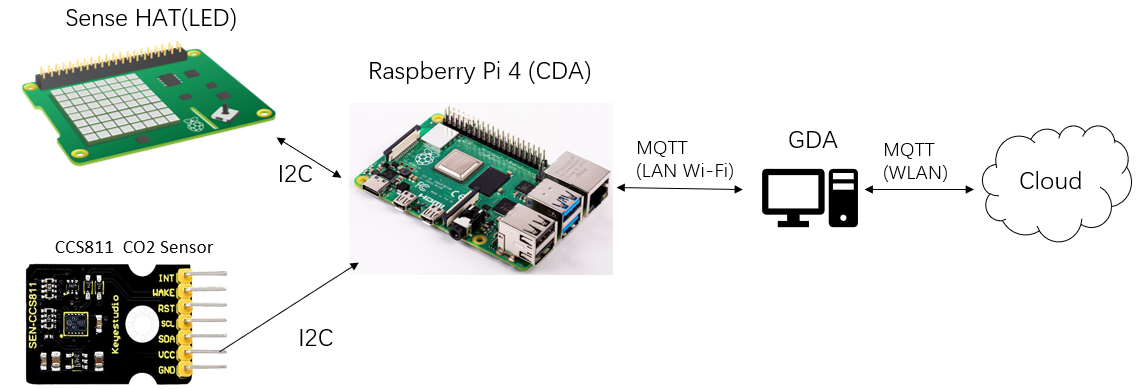 Sense HAT(LED)
Raspberry Pi 4 (CDA)
I2C
MQTT
(LAN Wi-Fi)
GDA
MQTT
(WLAN)
Cloud
CCS811 CO2 Sensor
I2C
SEN-CCS811
Keyestudio
INT
WAKE
RST
SCL
SDA
VCC
GND
HDMI